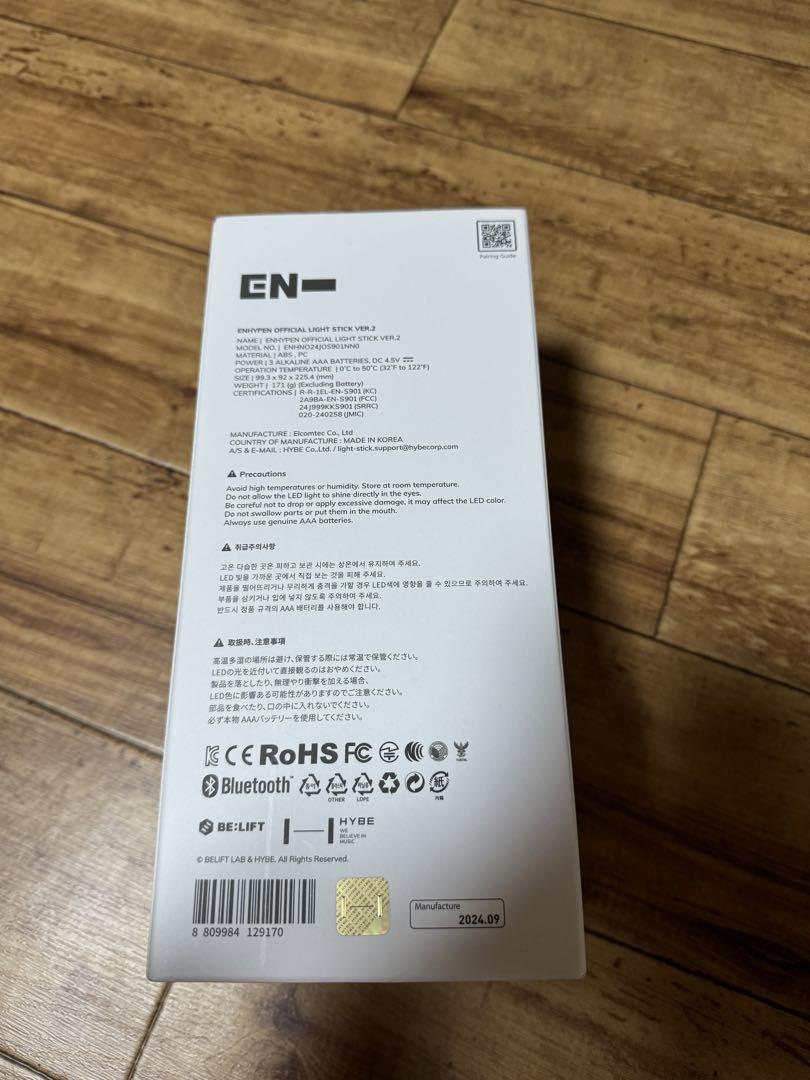 Pairing Guide
EN-
ENHYPEN OFFICIAL LIGHT STICK VER.2
NAME | ENHYPEN OFFICIAL LIGHT STICK VER.2
MODEL NO. | ENHNO24JOS901NN0
MATERIAL | ABS , PC
POWER | 3 ALKALINE AAA BATTERIES, DC 4.5V
OPERATION TEMPERATURE | 0℃ to 50℃ (32℉ to 122℉)
SIZE | 99.3 x 92 x 225.4 (mm)
WEIGHT | 171 (g) (Excluding Battery)
CERTIFICATIONS | R-R-1EL-EN-S901 (KC)
2A9BA-EN-S901 (FCC)
24J999KKS901 (SRRC)
020-240258 (JMIC)
MANUFACTURE : Elcomtec Co., Ltd
COUNTRY OF MANUFACTURE : MADE IN KOREA
A/S & E-MAIL : HYBE Co.,Ltd. / light-stick.support@hybecorp.com
Precautions
Avoid high temperatures or humidity. Store at room temperature.
Do not allow the LED light to shine directly in the eyes.
Be careful not to drop or apply excessive damage, it may affect the LED color.
Do not swallow parts or put them in the mouth.
Always use genuine AAA batteries.
취급주의사항
고온 다습한 곳은 피하고 보관 시에는 상온에서 유지하여 주세요.
LED 빛을 가까운 곳에서 직접 보는 것을 피해 주세요.
제품을 떨어뜨리거나 무리하게 충격을 가할 경우 LED색에 영향을 줄 수 있으므로 주의하여 주세요.
부품을 삼키거나 입에 넣지 않도록 주의하여 주세요.
반드시 정품 규격의 AAA 배터리를 사용해야 합니다.
取扱時、注意事項
高温多湿の場所は避け、保管する際には常温で保管ください。
LEDの光を近付いて直接観るのはおやめください。
製品を落としたり、無理やり衝撃を加える場合、
LED色に影響ある可能性がありますのでご注意ください。
部品を食べたり、口の中に入れないでください。
必ず本物 AAAバッテリーを使用してください。
CE RoHS FC
Bluetooth™ 紙
OTHER LDPE 内箱
BE:LIFT HYBE
WE
BELIEVE IN
MUSIC
© BELIFT LAB & HYBE. All Rights Reserved.
Manufacture
2024.09
8 809984 129170